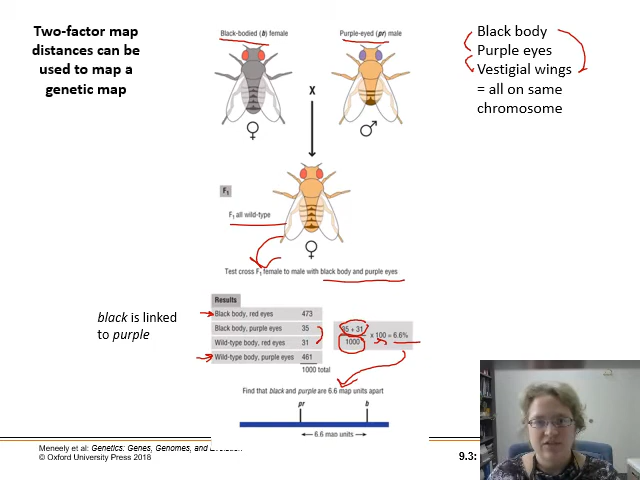 Two-factor map
distances can be
used to map a
genetic map
Black-bodied (b) female
Purple-eyed (pr) male
Black body
Purple eyes
Vestigial wings
= all on same
chromosome
X
♀
♂
F1
F1 all wild-type
♀
Test cross F1 female to male with black body and purple eyes
black is linked
to purple
Results
Black body, red eyes 473
Black body, purple eyes 35
Wild-type body, red eyes 31
Wild-type body, purple eyes 461
1000 total
35 + 31
1000
x 100 = 6.6%
Find that black and purple are 6.6 map units apart
pr b
6.6 map units
Meneely et al: Genetics: Genes, Genomes, and Evolution
© Oxford University Press 2018
9.3: